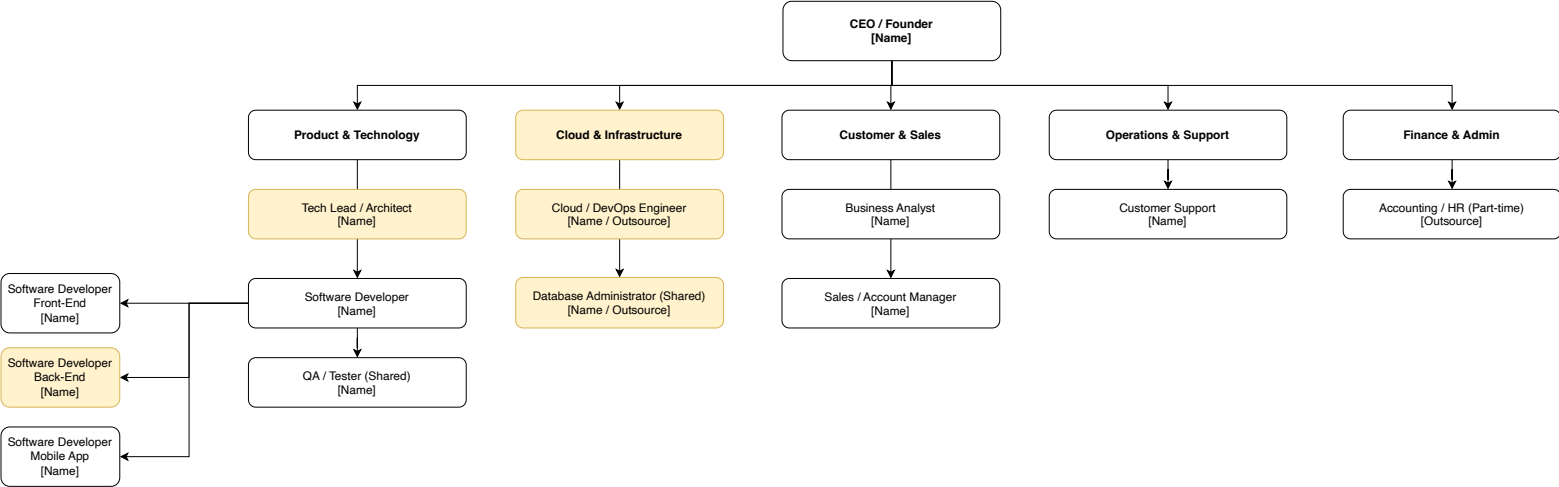 CEO / Founder
[Name]
Product & Technology
Cloud & Infrastructure
Customer & Sales
Operations & Support
Finance & Admin
Tech Lead / Architect
[Name]
Cloud / DevOps Engineer
[Name / Outsource]
Business Analyst
[Name]
Customer Support
[Name]
Accounting / HR (Part-time)
[Outsource]
Software Developer
Front-End
[Name]
Software Developer
[Name]
Database Administrator (Shared)
[Name / Outsource]
Sales / Account Manager
[Name]
Software Developer
Back-End
[Name]
QA / Tester (Shared)
[Name]
Software Developer
Mobile App
[Name]